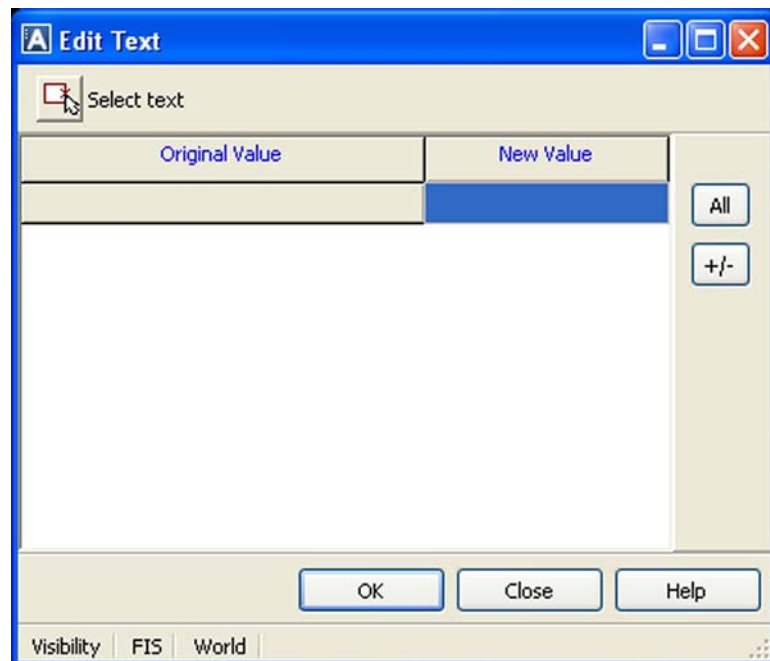 A Edit Text
Select text
Original Value New Value
All
+/-
OK Close Help
Visibility FIS World